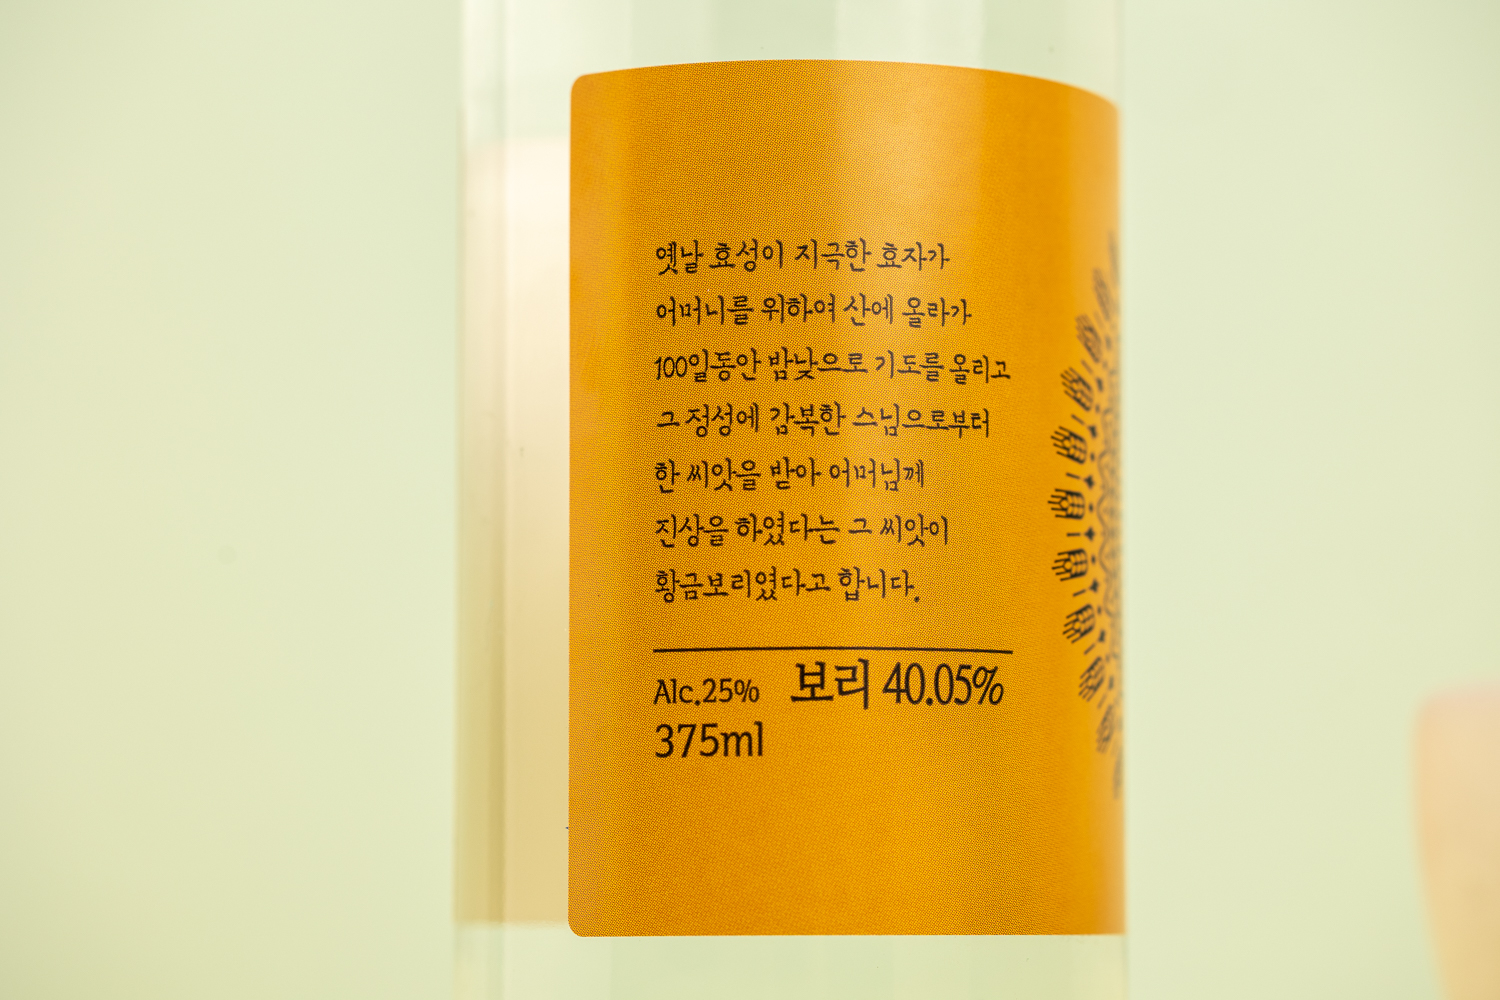 옛날 효성이 지극한 효자가
어머니를 위하여 산에 올라가
100일동안 밤낮으로 기도를 올리고
그 정성에 감복한 스님으로부터
한 씨앗을 받아 어머님께
진상을 하였다는 그 씨앗이
황금보리였다고 합니다.
Alc.25% 보리 40.05%
375ml